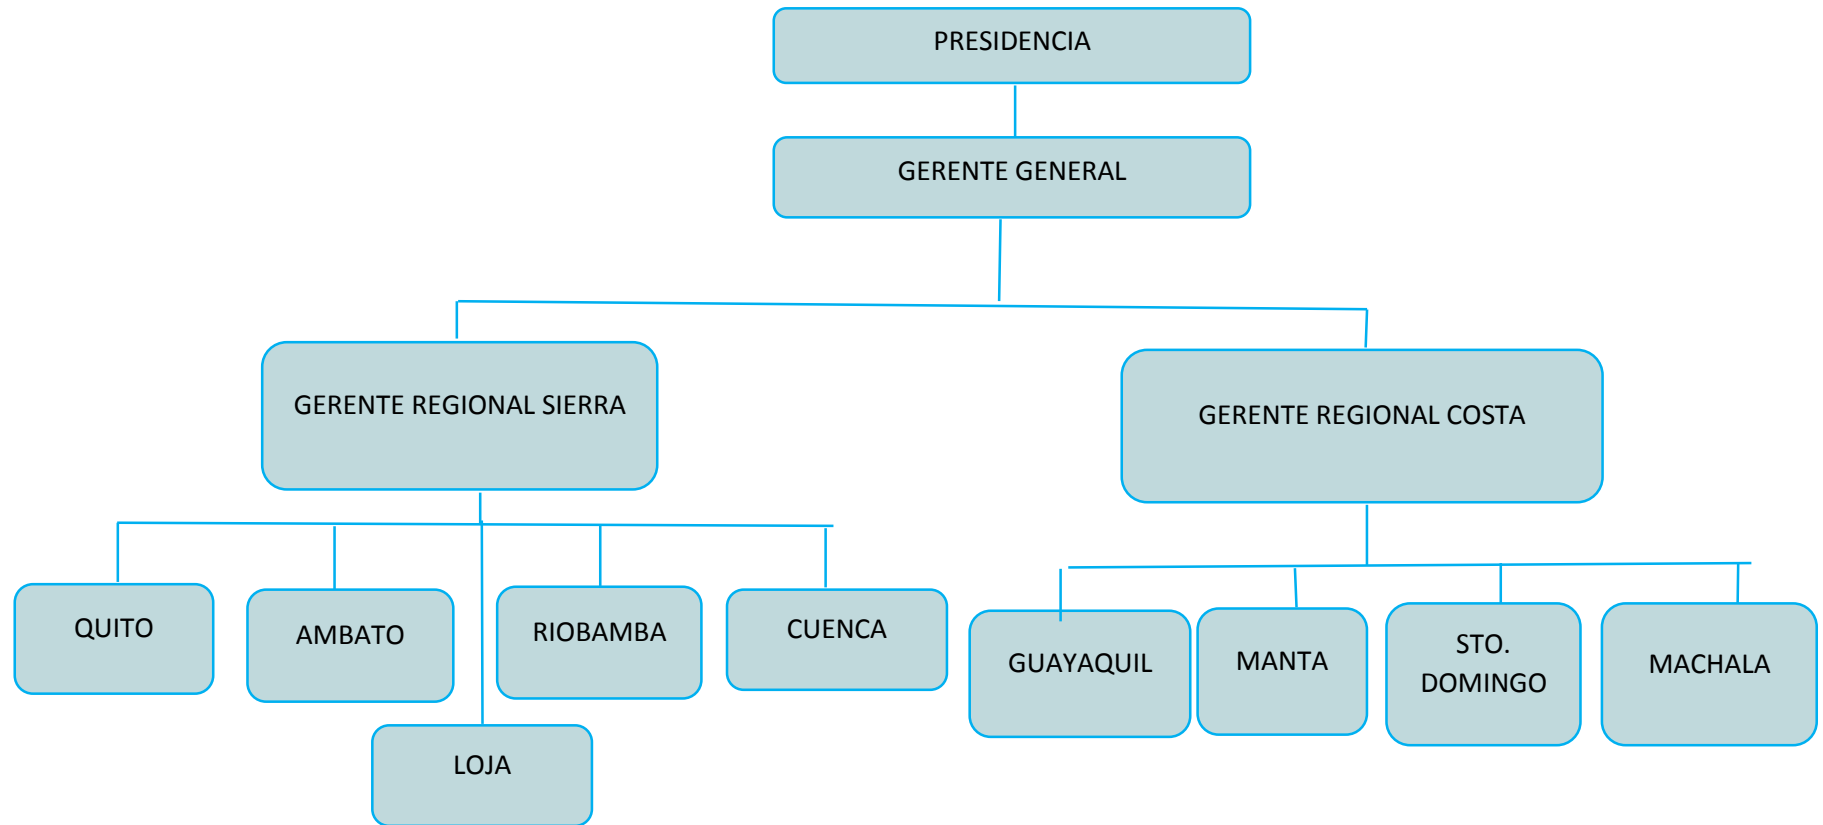 PRESIDENCIA
GERENTE GENERAL
GERENTE REGIONAL SIERRA
GERENTE REGIONAL COSTA
QUITO
AMBATO
RIOBAMBA
CUENCA
LOJA
GUAYAQUIL
MANTA
STO.
DOMINGO
MACHALA